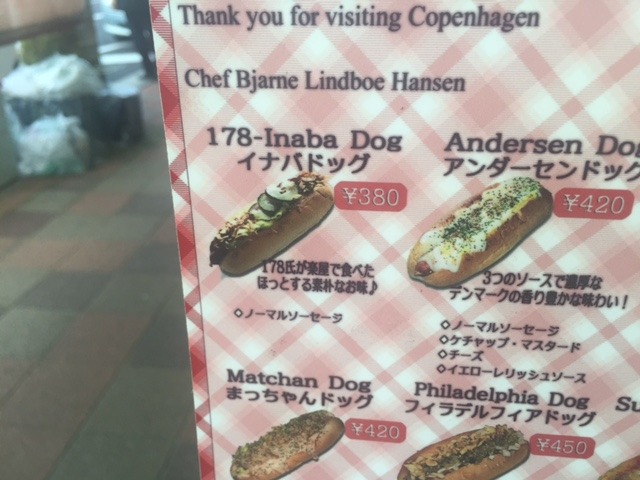 Thank you for visiting Copenhagen
Chef Bjarne Lindboe Hansen
178-Inaba Dog
イナバドッグ
¥380
178氏が楽屋で食べた
ほっとする素朴なお味♪
◇ノーマルソーセージ
Andersen Dog
アンダーセンドッグ
¥420
3つのソースで濃厚な
デンマークの香り豊かな味わい!
◇ノーマルソーセージ
◇ケチャップ・マスタード
◇チーズ
◇イエローレリッシュソース
Matchan Dog
まっちゃんドッグ
¥420
Philadelphia Dog
フィラデルフィアドッグ
¥450
Su